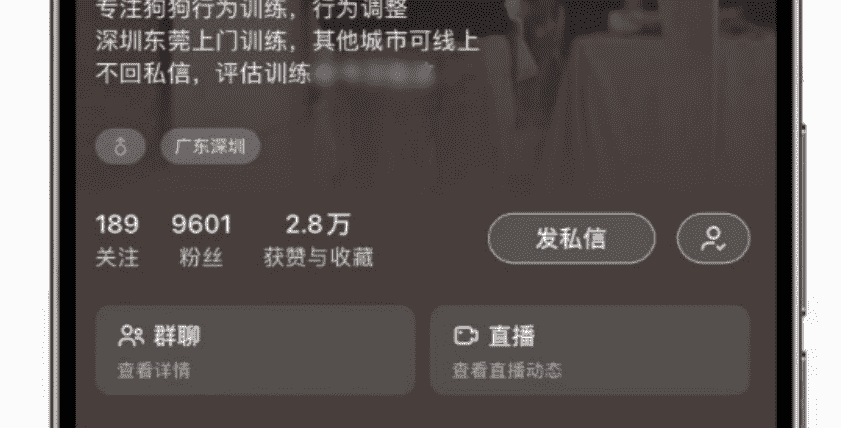 专注狗狗行为训练，行为调整
深圳东莞上门训练，其他城市可线上
不回私信，评估训练
广东深圳
189 9601 2.8万
关注 粉丝 获赞与收藏
发私信
群聊 直播
查看详情 查看直播动态